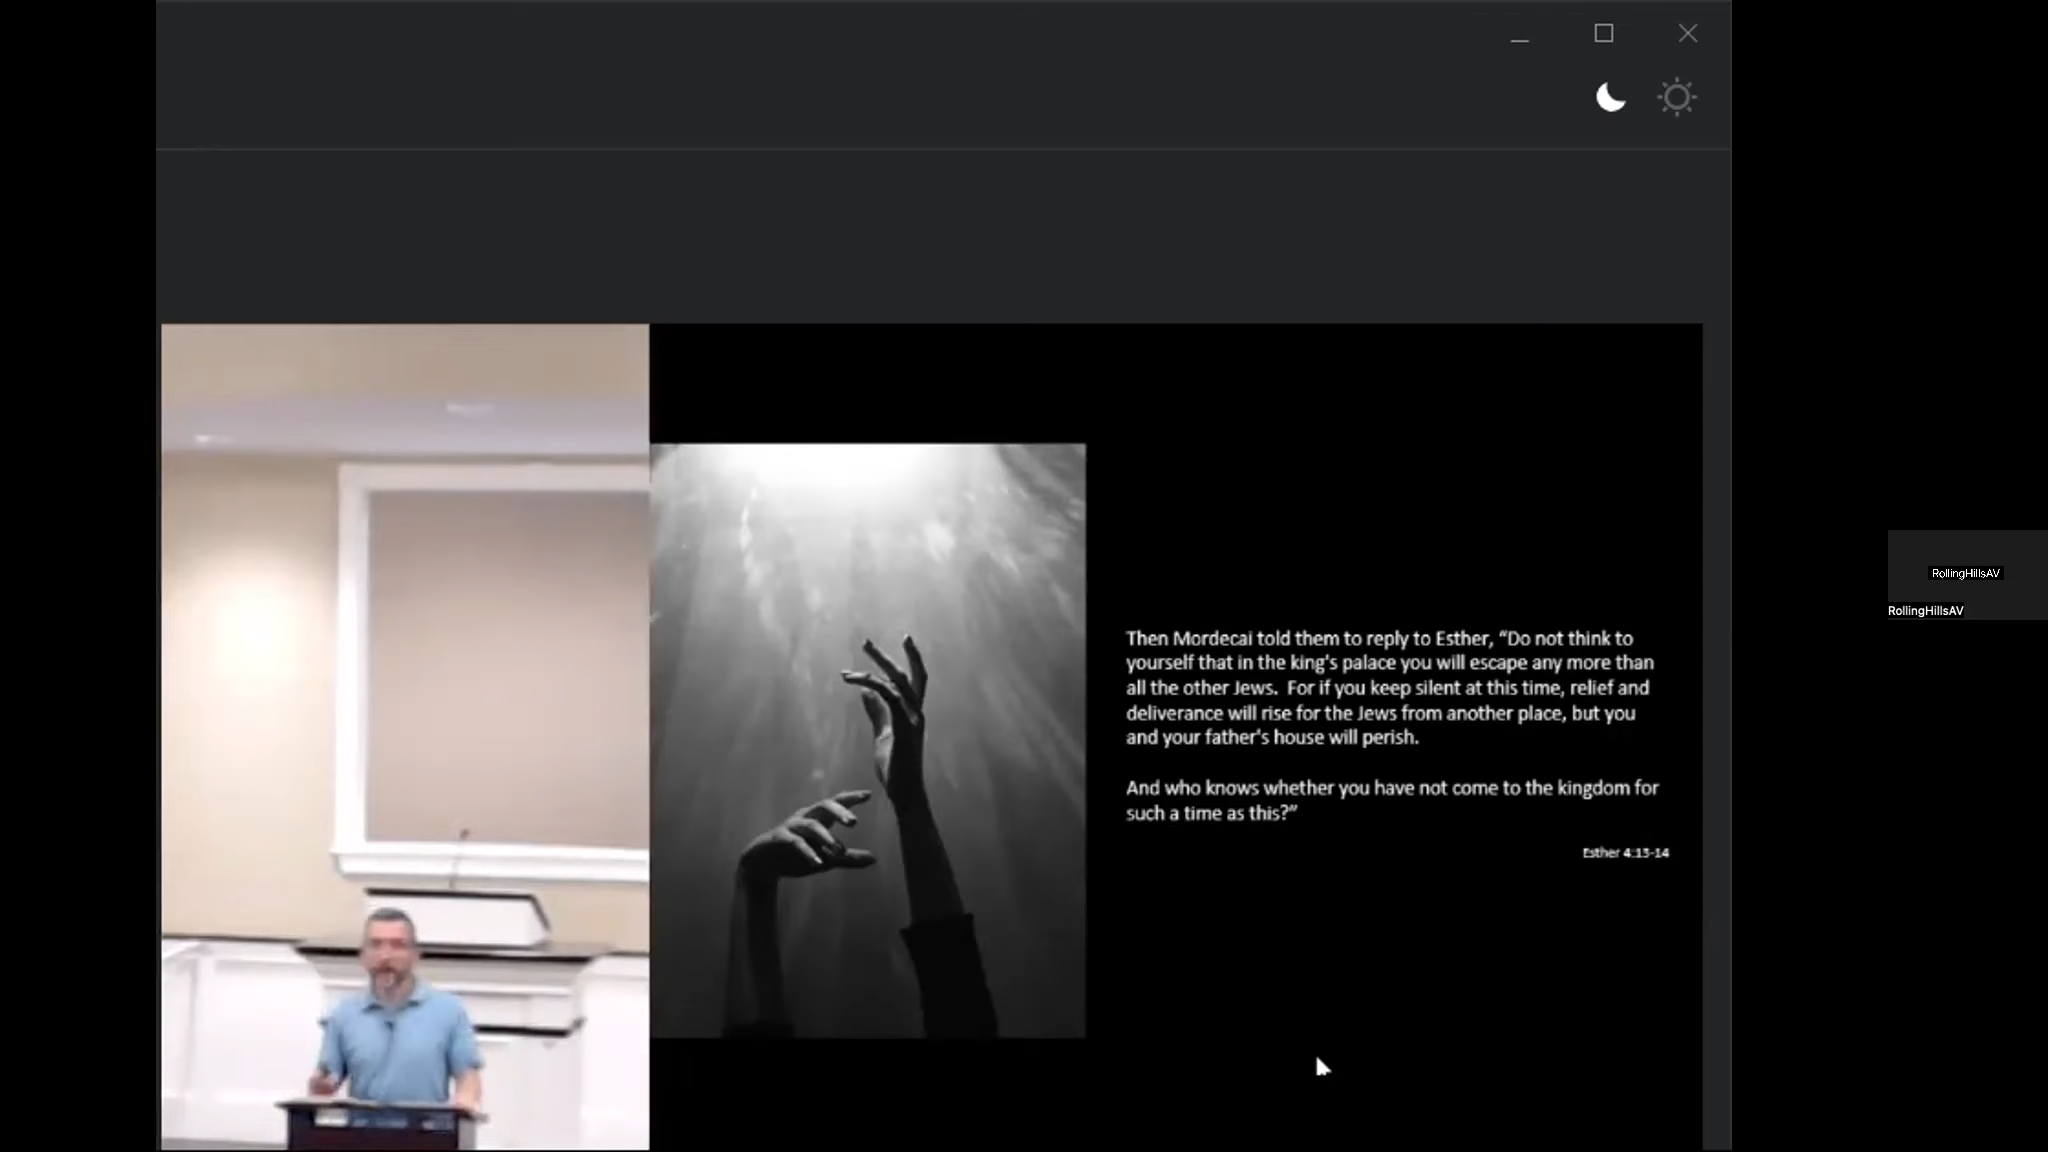 RollingHillsAV
RollingHillsAV
Then Mordecai told them to reply to Esther, “Do not think to
yourself that in the king's palace you will escape any more than
all the other Jews.  For if you keep silent at this time, relief and
deliverance will rise for the Jews from another place, but you
and your father's house will perish.
And who knows whether you have not come to the kingdom for
such a time as this?”
Esther 4:13-14